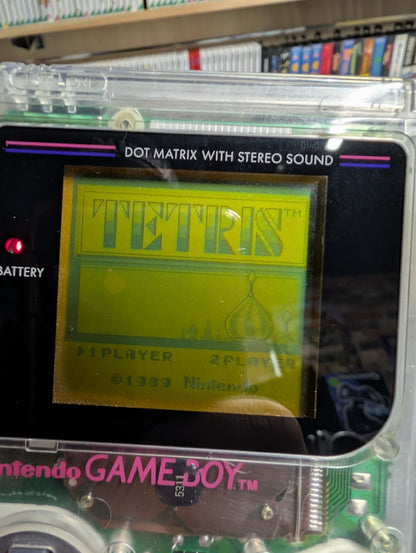 DOT MATRIX WITH STEREO SOUND
TETRIS™
BATTERY
▶1PLAYER 2PLAYER
©1989 Nintendo
Nintendo GAME BOY™
5311